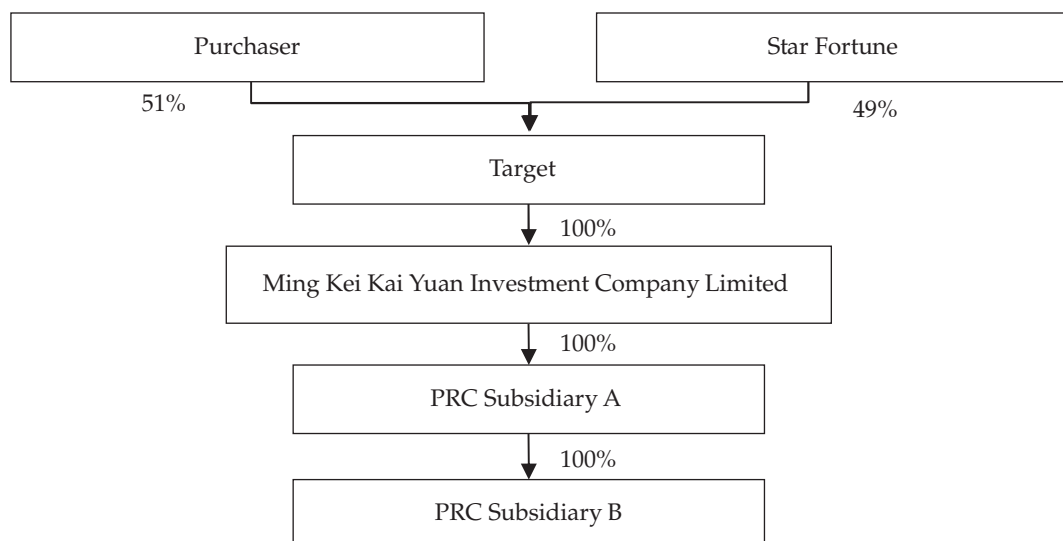 Purchaser
Star Fortune
51%
49%
Target
100%
Ming Kei Kai Yuan Investment Company Limited
100%
PRC Subsidiary A
100%
PRC Subsidiary B